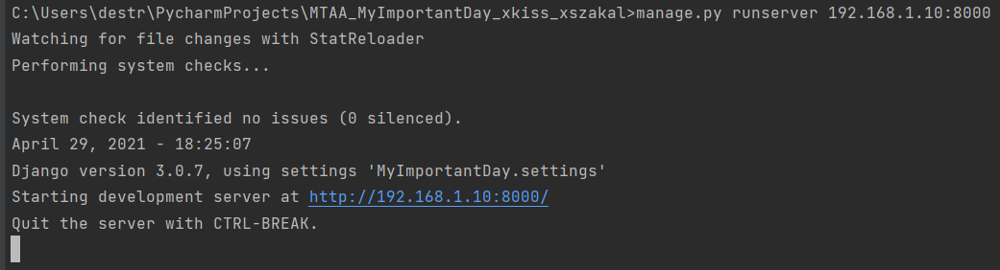 C:\Users\destr\PycharmProjects\MTAA_MyImportantDay_xkiss_xszakal>manage.py runserver 192.168.1.10:8000
Watching for file changes with StatReloader
Performing system checks...
System check identified no issues (0 silenced).
April 29, 2021 - 18:25:07
Django version 3.0.7, using settings 'MyImportantDay.settings'
Starting development server at http://192.168.1.10:8000/
Quit the server with CTRL-BREAK.